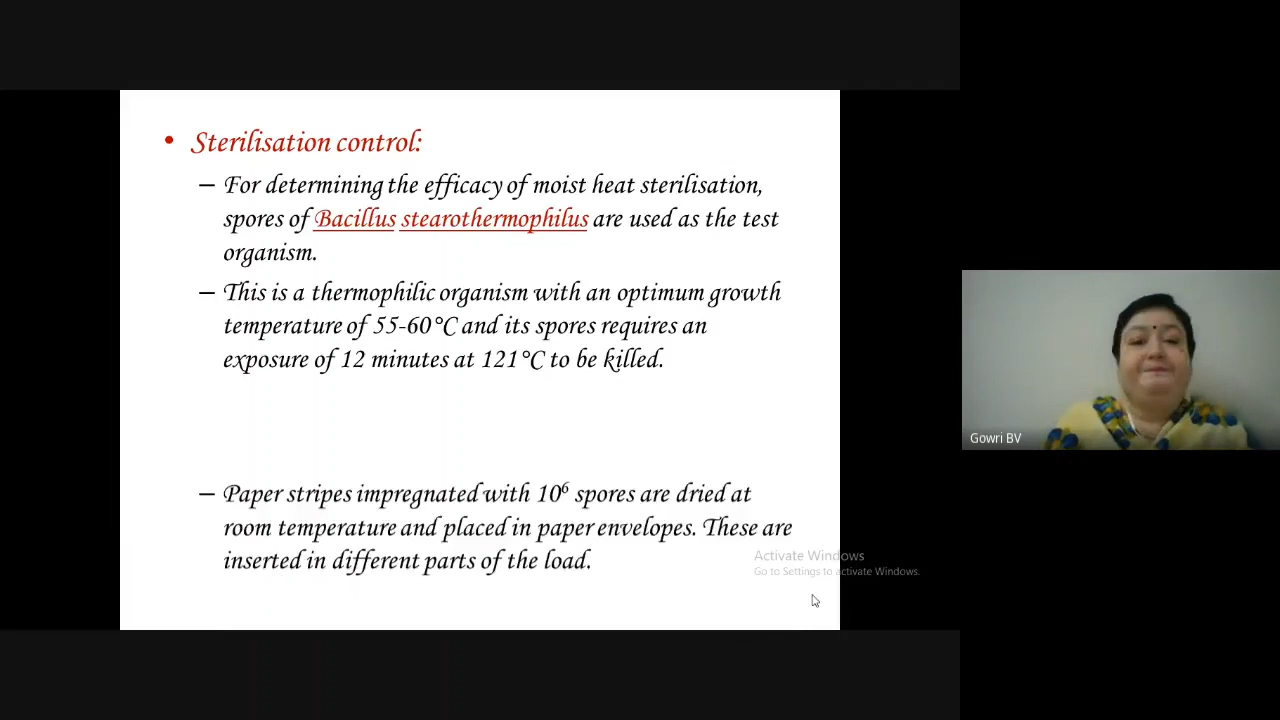 • Sterilisation control:
– For determining the efficacy of moist heat sterilisation,
spores of Bacillus stearothermophilus are used as the test
organism.
– This is a thermophilic organism with an optimum growth
temperature of 55-60°C and its spores requires an
exposure of 12 minutes at 121°C to be killed.
– Paper stripes impregnated with 10⁶ spores are dried at
room temperature and placed in paper envelopes. These are
inserted in different parts of the load.
Activate Windows
Go to Settings to activate Windows.
Gowri BV